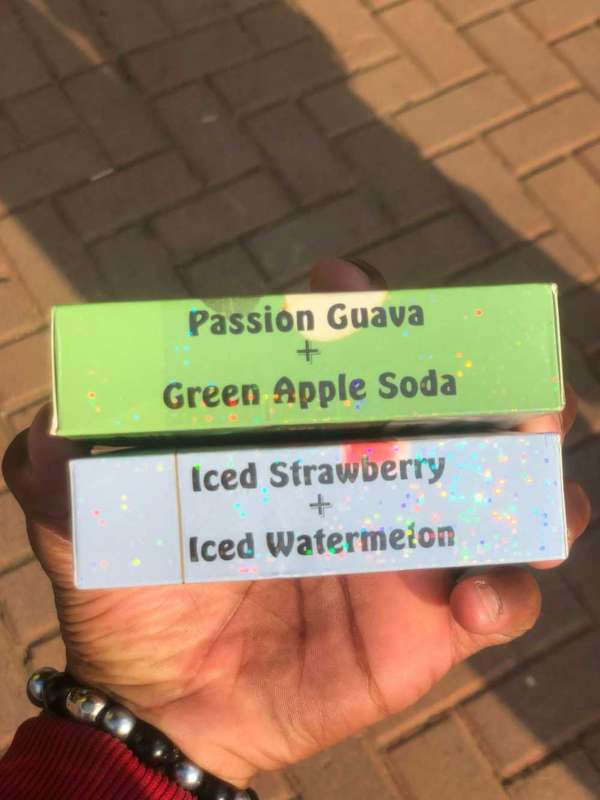 Passion Guava
+
Green Apple Soda
Iced Strawberry
+
Iced Watermelon